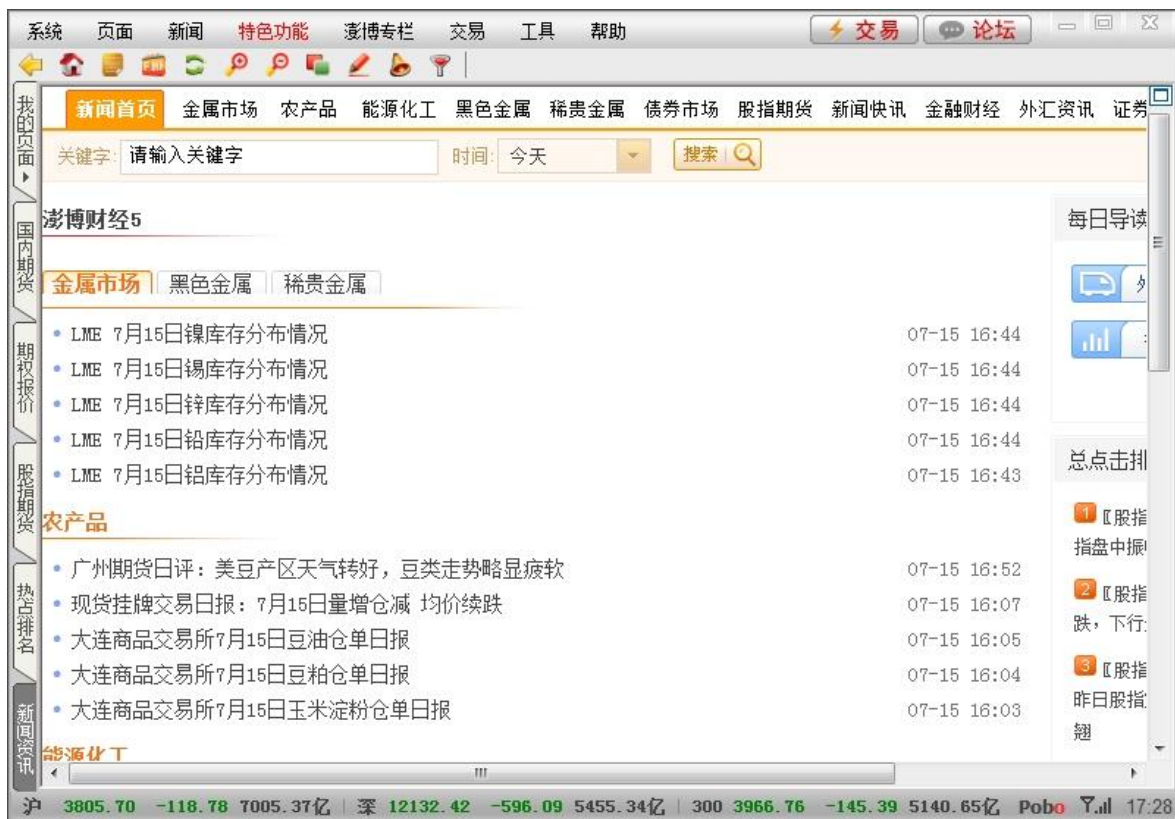 系统 页面 新闻 特色功能 澎博专栏 交易 工具 帮助 交易 论坛
新闻首页 金属市场 农产品 能源化工 黑色金属 稀贵金属 债券市场 股指期货 新闻快讯 金融财经 外汇资讯 证券
关键字: 请输入关键字 时间: 今天 搜索
我的页面
国内期货
期权报价
股指期货
热点排名
新闻资讯
澎博财经5
金属市场 黑色金属 稀贵金属
LME 7月15日镍库存分布情况 07-15 16:44
LME 7月15日锡库存分布情况 07-15 16:44
LME 7月15日锌库存分布情况 07-15 16:44
LME 7月15日铅库存分布情况 07-15 16:44
LME 7月15日铝库存分布情况 07-15 16:43
农产品
广州期货日评：美豆产区天气转好，豆类走势略显疲软 07-15 16:52
现货挂牌交易日报：7月15日量增仓减 均价续跌 07-15 16:07
大连商品交易所7月15日豆油仓单日报 07-15 16:05
大连商品交易所7月15日豆粕仓单日报 07-15 16:04
大连商品交易所7月15日玉米淀粉仓单日报 07-15 16:03
能源化工
每日导读
总点击排
1 〖股指
指盘中振
2 〖股指
跌，下行
3 〖股指
昨日股指
翘
沪 3805.70 -118.78 7005.37亿 深 12132.42 -596.09 5455.34亿 300 3966.76 -145.39 5140.65亿 Pobo 17:28